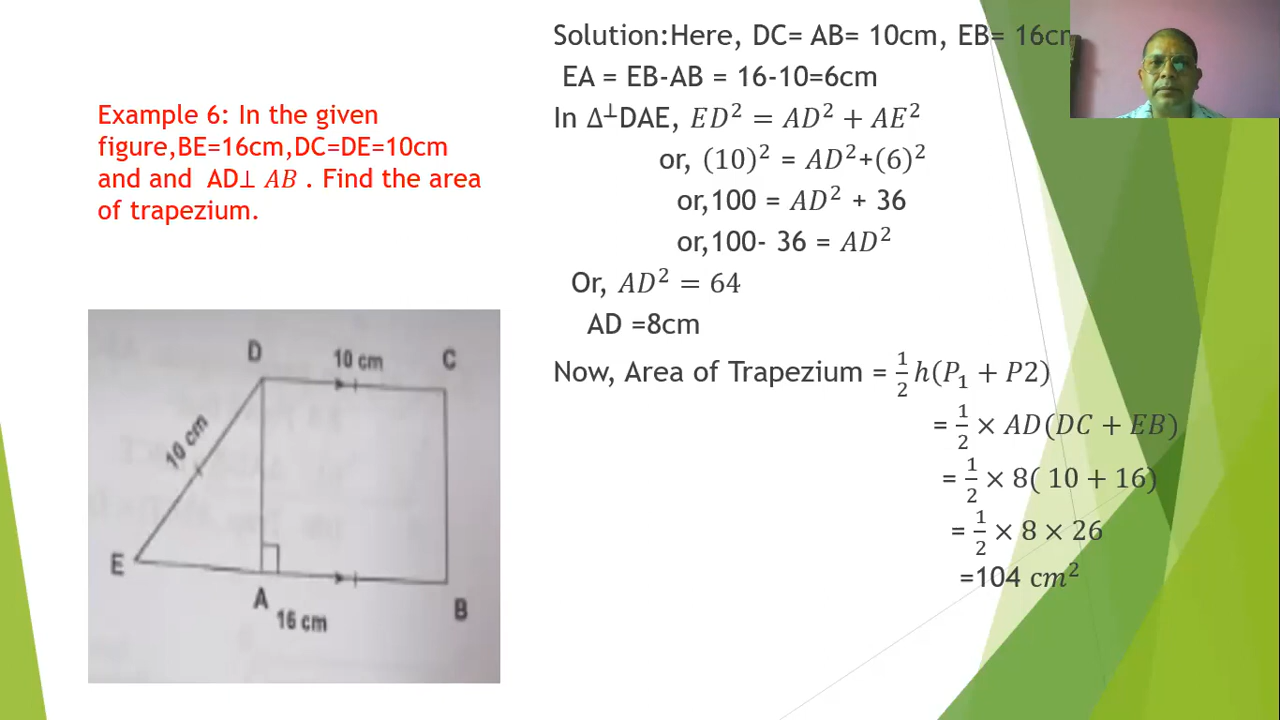 Example 6: In the given
figure,BE=16cm,DC=DE=10cm
and and AD⊥ AB . Find the area
of trapezium.
D
10 cm
C
10 cm
E
A
16 cm
B
Solution:Here, DC= AB= 10cm, EB= 16cm
EA = EB-AB = 16-10=6cm
In Δ⊥DAE, ED² = AD² + AE²
or, (10)² = AD²+(6)²
or,100 = AD² + 36
or,100- 36 = AD²
Or, AD² = 64
AD =8cm
Now, Area of Trapezium = 1/2 h(P₁ + P2)
= 1/2 × AD(DC + EB)
= 1/2 × 8( 10 + 16)
= 1/2 × 8 × 26
=104 cm²